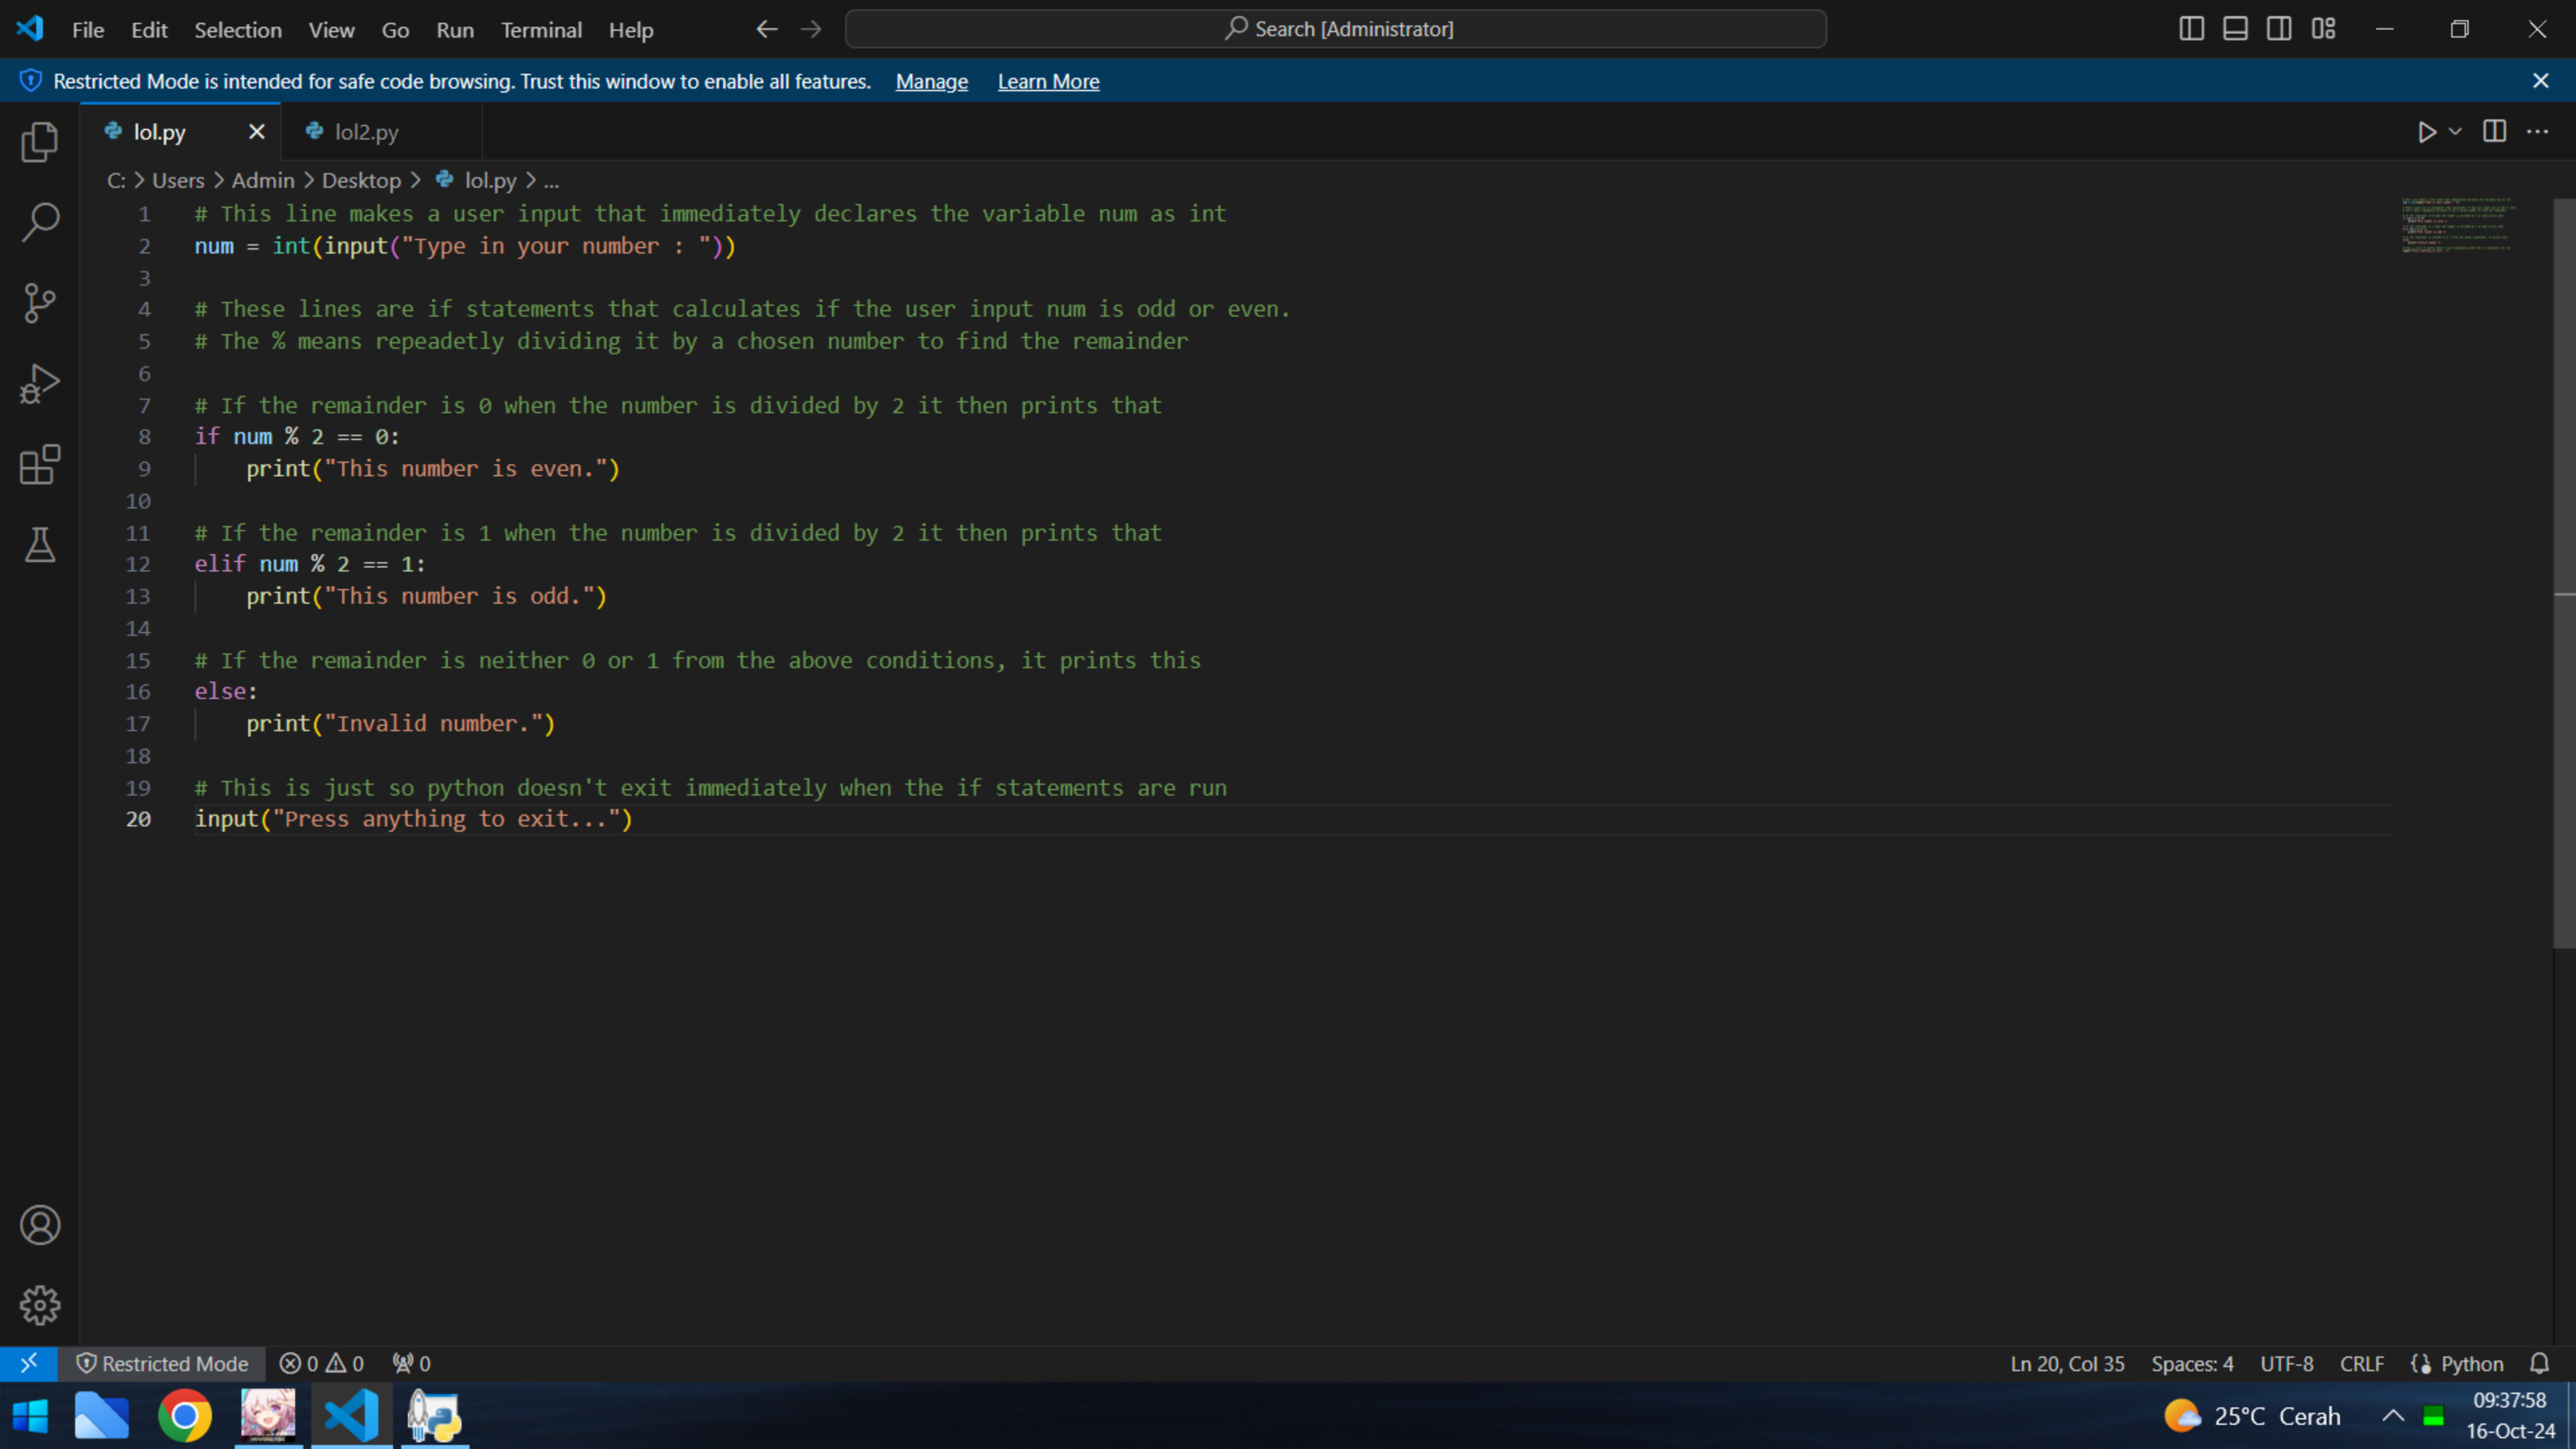 File Edit Selection View Go Run Terminal Help
Search [Administrator]
Restricted Mode is intended for safe code browsing. Trust this window to enable all features. Manage Learn More
lol.py lol2.py
C: > Users > Admin > Desktop > lol.py > ...
1 # This line makes a user input that immediately declares the variable num as int
2 num = int(input("Type in your number : "))
3
4 # These lines are if statements that calculates if the user input num is odd or even.
5 # The % means repeadetly dividing it by a chosen number to find the remainder
6
7 # If the remainder is 0 when the number is divided by 2 it then prints that
8 if num % 2 == 0:
9     print("This number is even.")
10
11 # If the remainder is 1 when the number is divided by 2 it then prints that
12 elif num % 2 == 1:
13     print("This number is odd.")
14
15 # If the remainder is neither 0 or 1 from the above conditions, it prints this
16 else:
17     print("Invalid number.")
18
19 # This is just so python doesn't exit immediately when the if statements are run
20 input("Press anything to exit...")
Restricted Mode 0 0 0 Ln 20, Col 35 Spaces: 4 UTF-8 CRLF Python
25°C Cerah
09:37:58
16-Oct-24